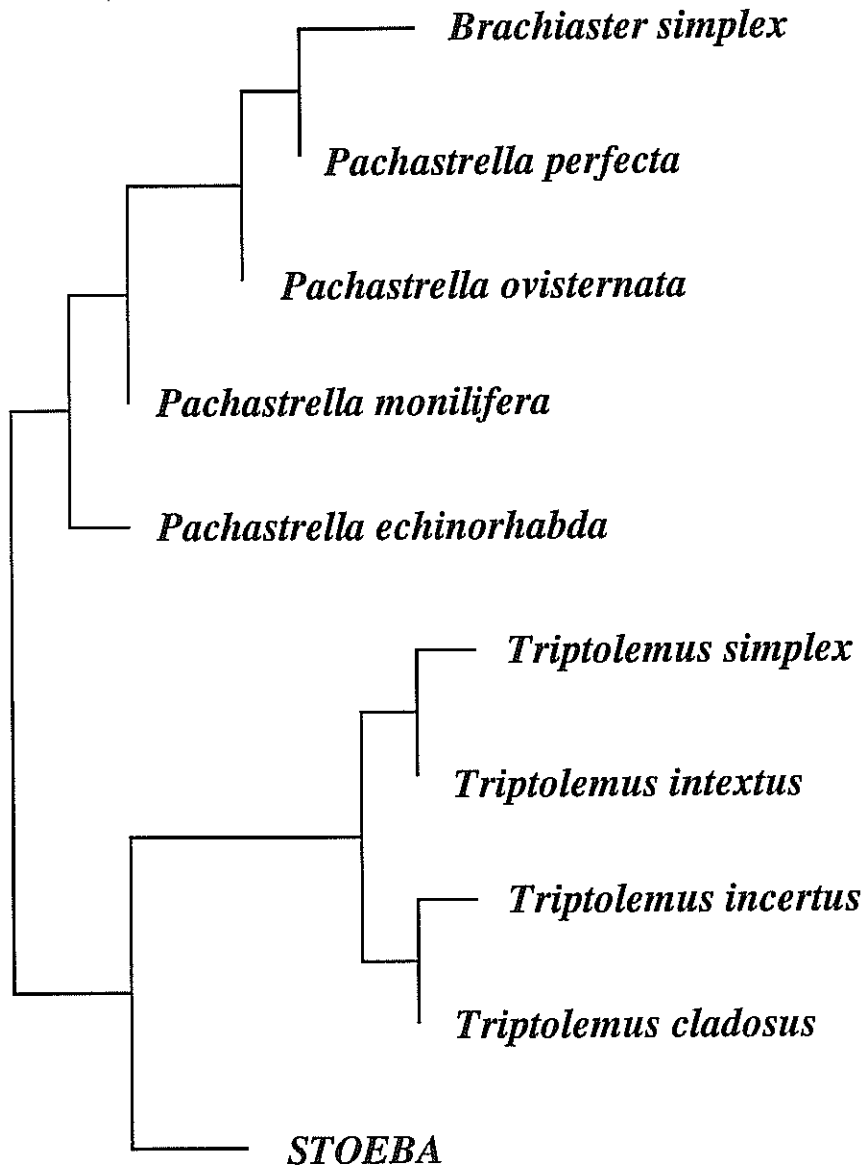 Brachiaster simplex
Pachastrella perfecta
Pachastrella ovisternata
Pachastrella monilifera
Pachastrella echinorhabda
Triptolemus simplex
Triptolemus intextus
Triptolemus incertus
Triptolemus cladosus
STOEBA